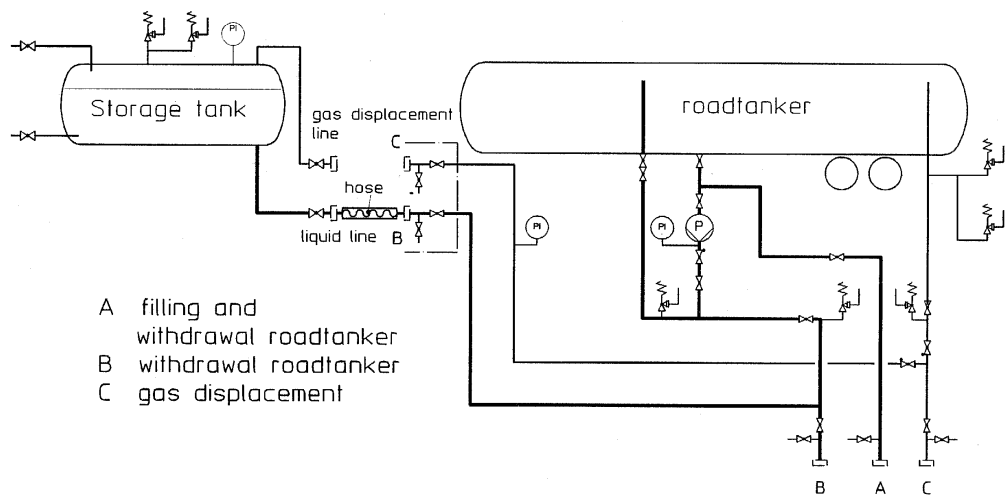 PI
Storage tank
gas displacement
line
C
hose
liquid line
B
roadtanker
PI
PI
P
A filling and
withdrawal roadtanker
B withdrawal roadtanker
C gas displacement
B A C